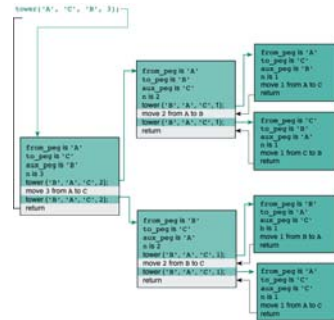 tower('A', 'C', 'B', 3);
from_peg is 'A'
to_peg is 'C'
aux_peg is 'B'
n is 3
tower ('B', 'A', 'C', 2);
move 3 from A to C
tower ('B', 'A', 'C', 2);
return
from_peg is 'A'
to_peg is 'B'
aux_peg is 'C'
n is 2
tower ('B', 'A', 'C', 1);
move 2 from A to B
tower ('B', 'A', 'C', 1);
return
from_peg is 'A'
to_peg is 'C'
aux_peg is 'B'
n is 1
move 1 from A to C
return
from_peg is 'C'
to_peg is 'B'
aux_peg is 'A'
n is 1
move 1 from C to B
return
from_peg is 'B'
to_peg is 'C'
aux_peg is 'A'
n is 2
tower ('B', 'A', 'C', 1);
move 2 from B to C
tower ('B', 'A', 'C', 1);
return
from_peg is 'B'
to_peg is 'A'
aux_peg is 'C'
n is 1
move 1 from B to A
return
from_peg is 'A'
to_peg is 'C'
aux_peg is 'C'
n is 1
move 1 from A to C
return